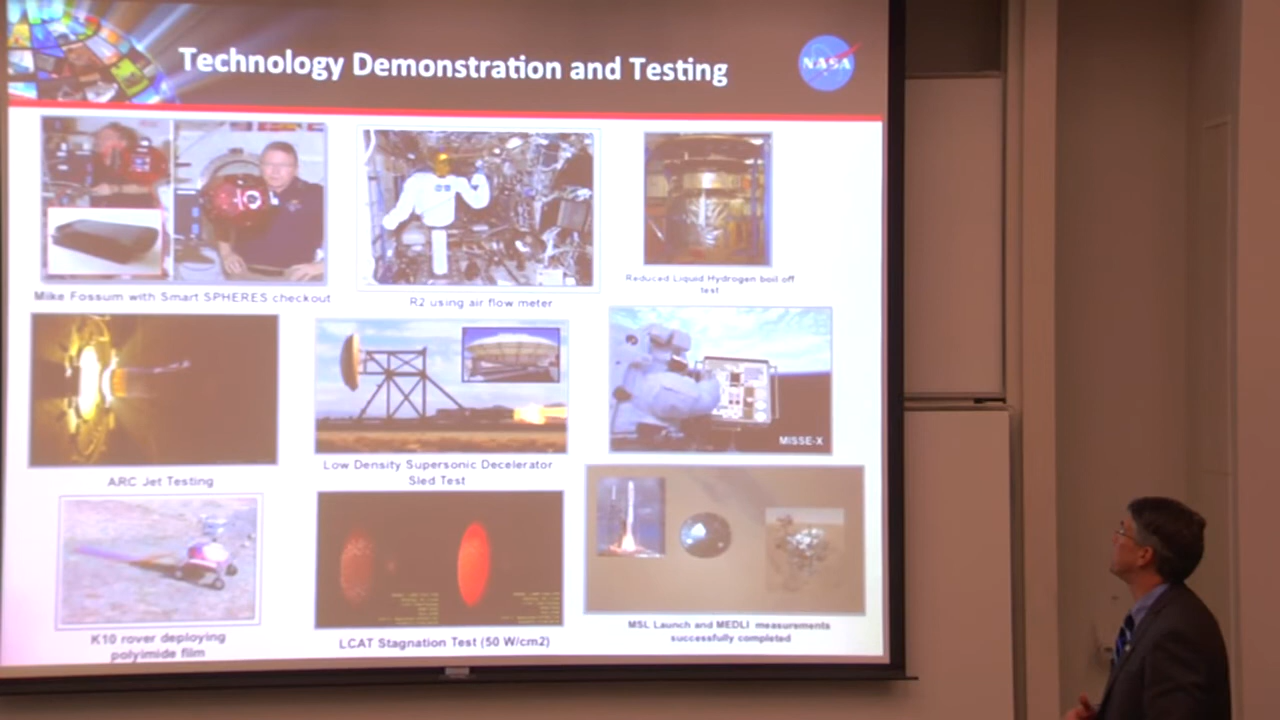 Technology Demonstration and Testing
NASA
Mike Fossum with Smart SPHERES checkout
R2 using air flow meter
Reduced Liquid Hydrogen boil off
test
ARC Jet Testing
Low Density Supersonic Decelerator
Sled Test
MISSE-X
K10 rover deploying
polyimide film
LCAT Stagnation Test (50 W/cm2)
MSL Launch and MEDLI measurements
successfully completed